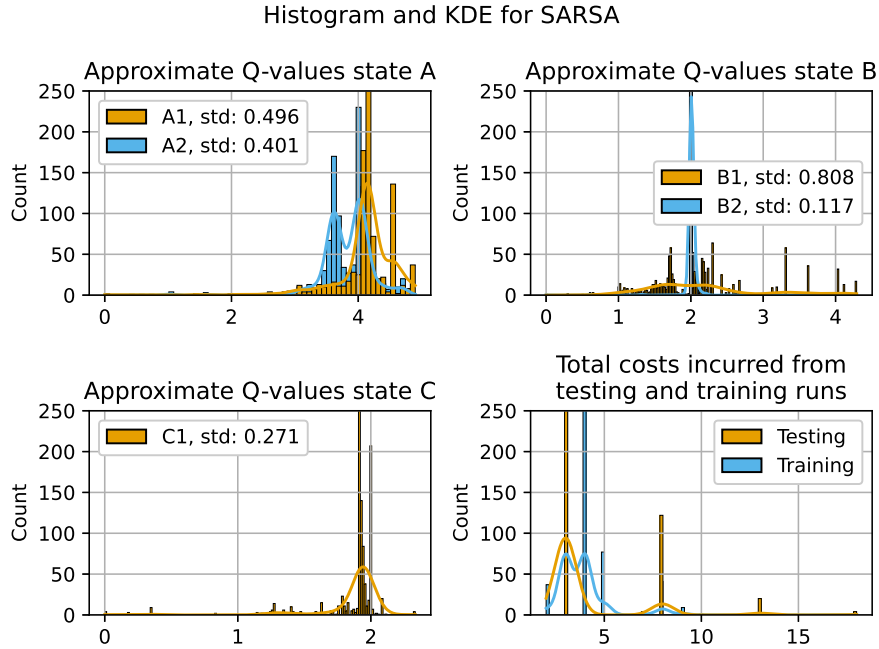 Histogram and KDE for SARSA
Approximate Q-values state A
250
200
150
100
50
0
Count
0 2 4
A1, std: 0.496
A2, std: 0.401
Approximate Q-values state B
250
200
150
100
50
0
Count
0 1 2 3 4
B1, std: 0.808
B2, std: 0.117
Approximate Q-values state C
250
200
150
100
50
0
Count
0 1 2
C1, std: 0.271
Total costs incurred from
testing and training runs
250
200
150
100
50
0
Count
5 10 15
Testing
Training